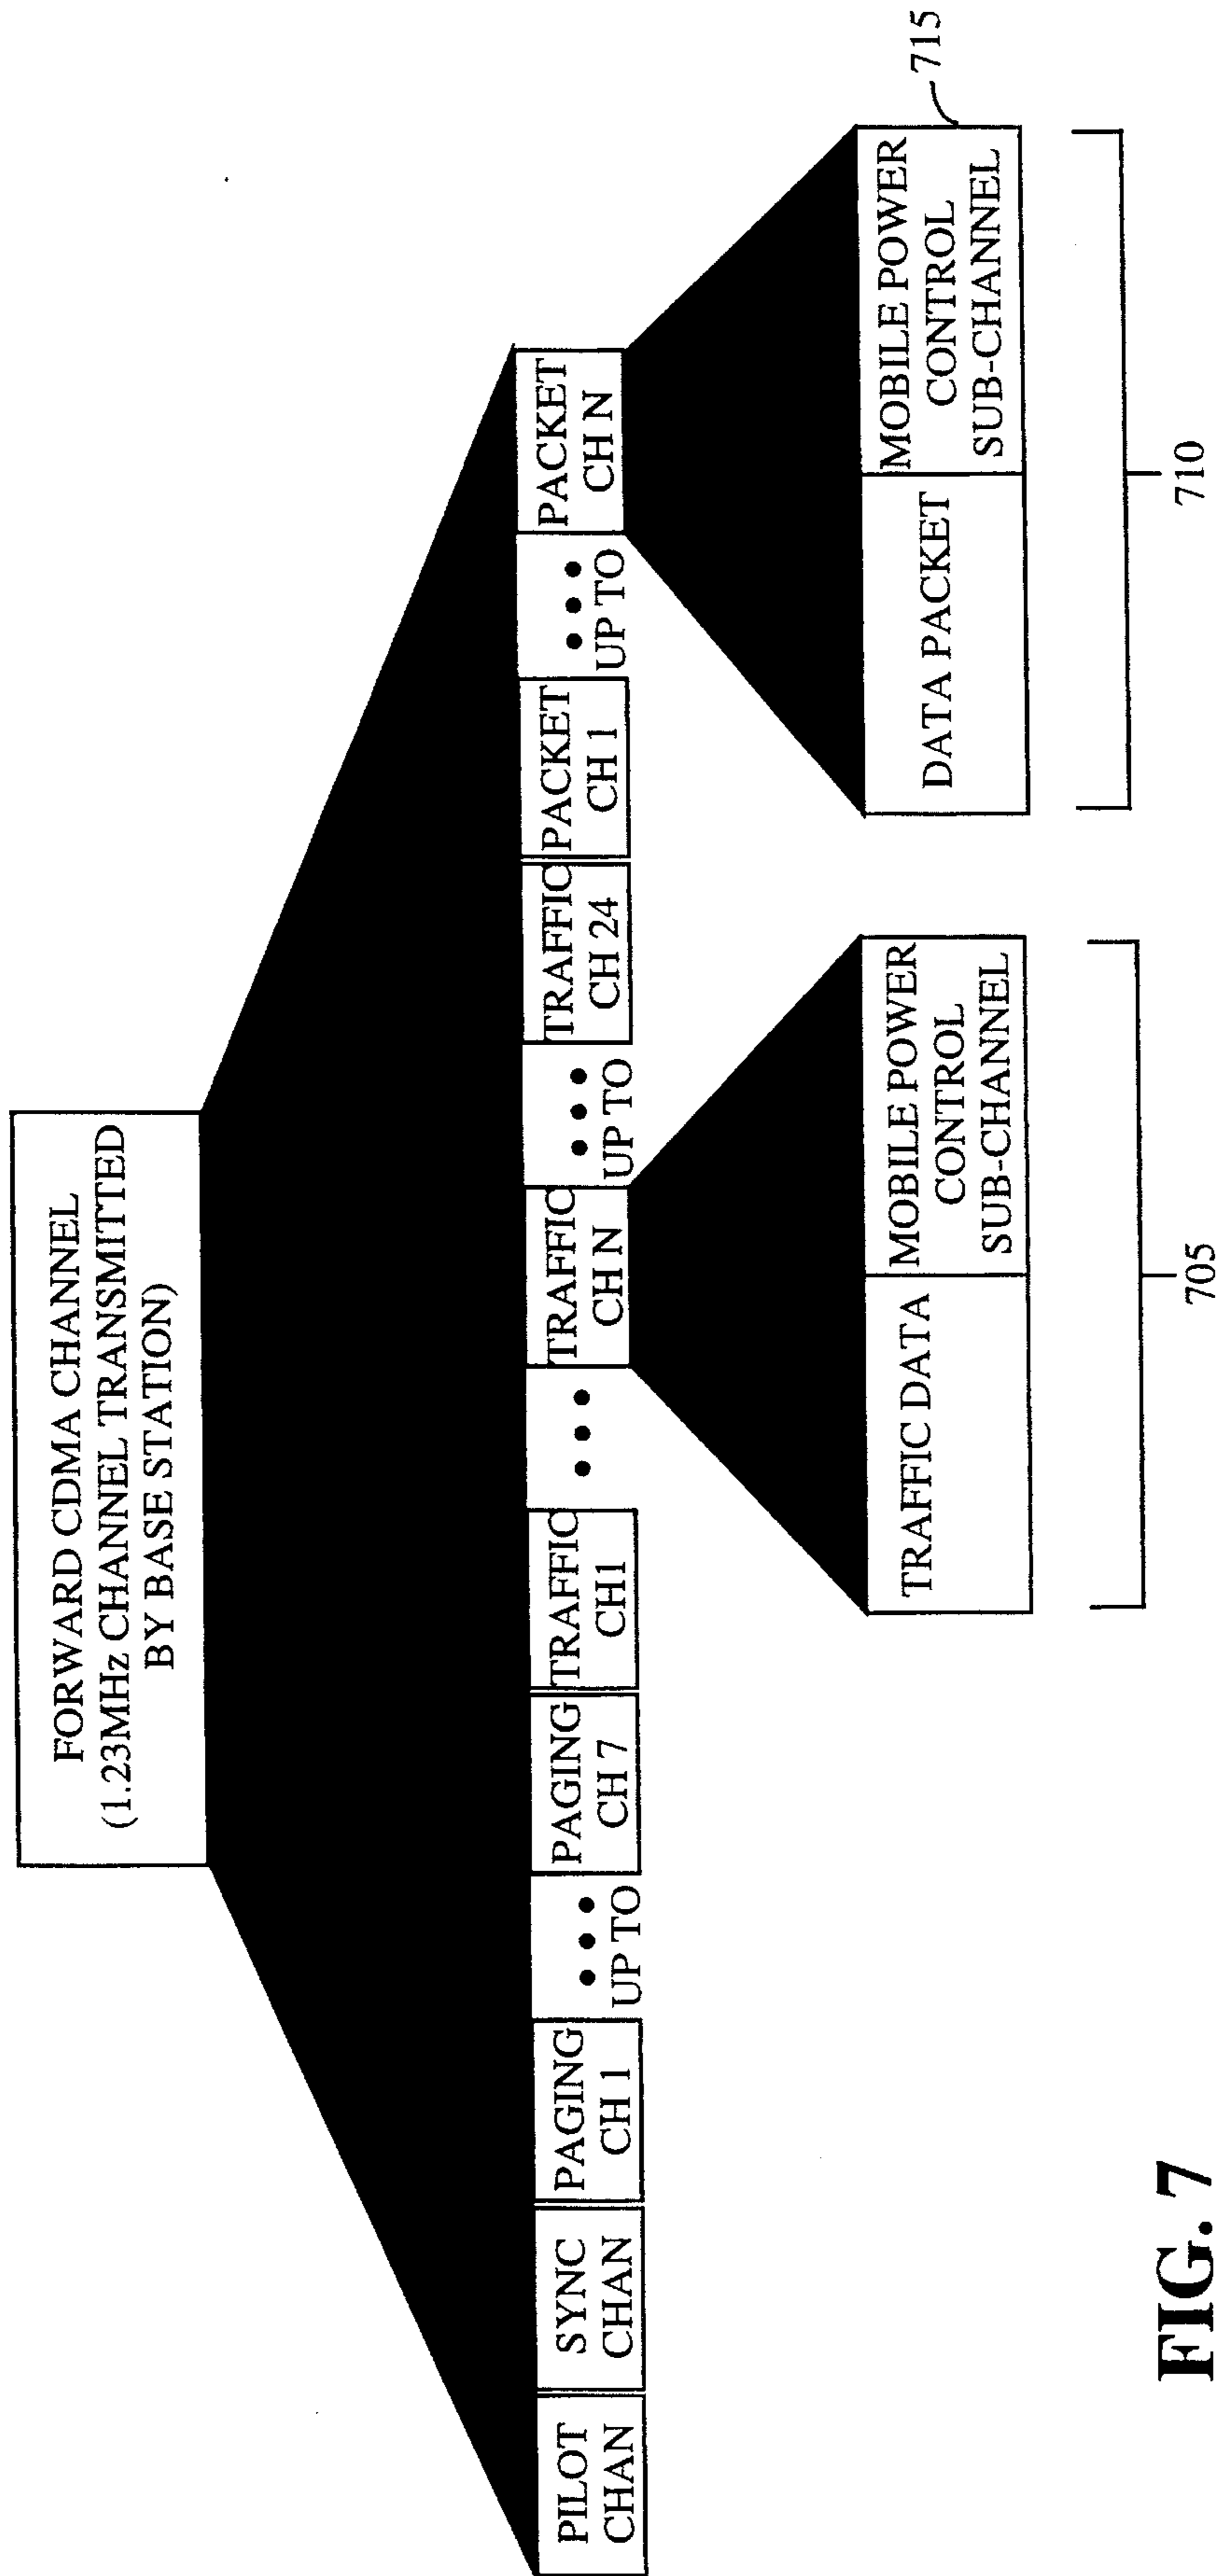 FORWARD CDMA CHANNEL
(1.23MHz CHANNEL TRANSMITTED
BY BASE STATION)
PILOT
CHAN
SYNC
CHAN
PAGING
CH 1
•••
UP TO
PAGING
CH 7
TRAFFIC
CH1
•••
TRAFFIC
CH N
•••
UP TO
TRAFFIC
CH 24
PACKET
CH 1
•••
UP TO
PACKET
CH N
TRAFFIC DATA
MOBILE POWER
CONTROL
SUB-CHANNEL
705
DATA PACKET
MOBILE POWER
CONTROL
SUB-CHANNEL
715
710
FIG. 7